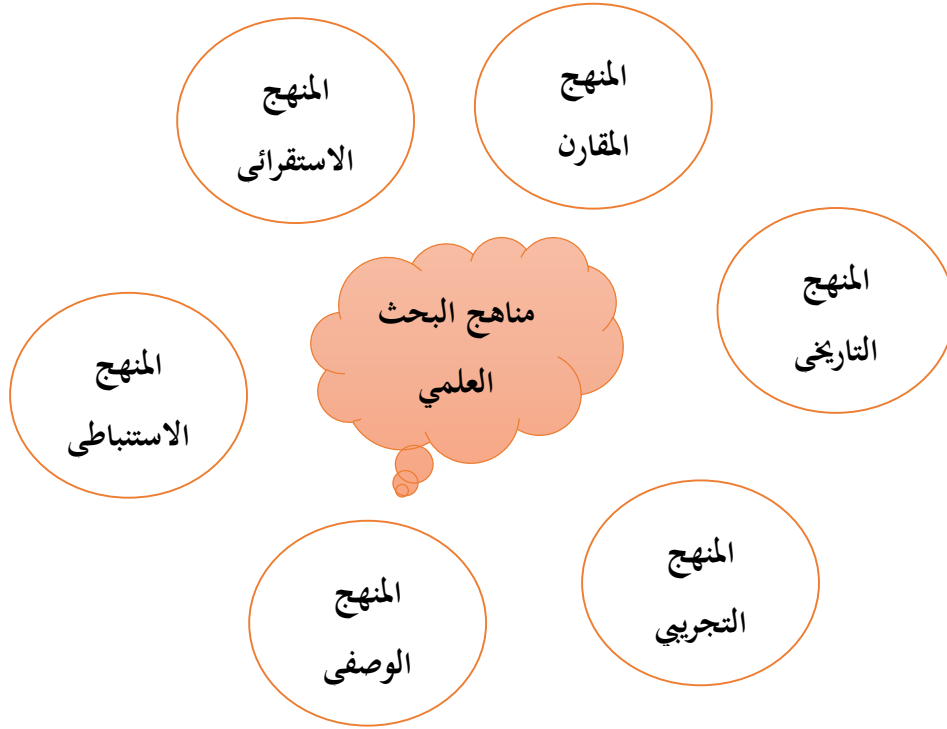 المنهج
المقارن
المنهج
الاستقرائى
المنهج
التاريخى
مناهج البحث
العلمي
المنهج
الاستنباطى
المنهج
التجريبي
المنهج
الوصفى